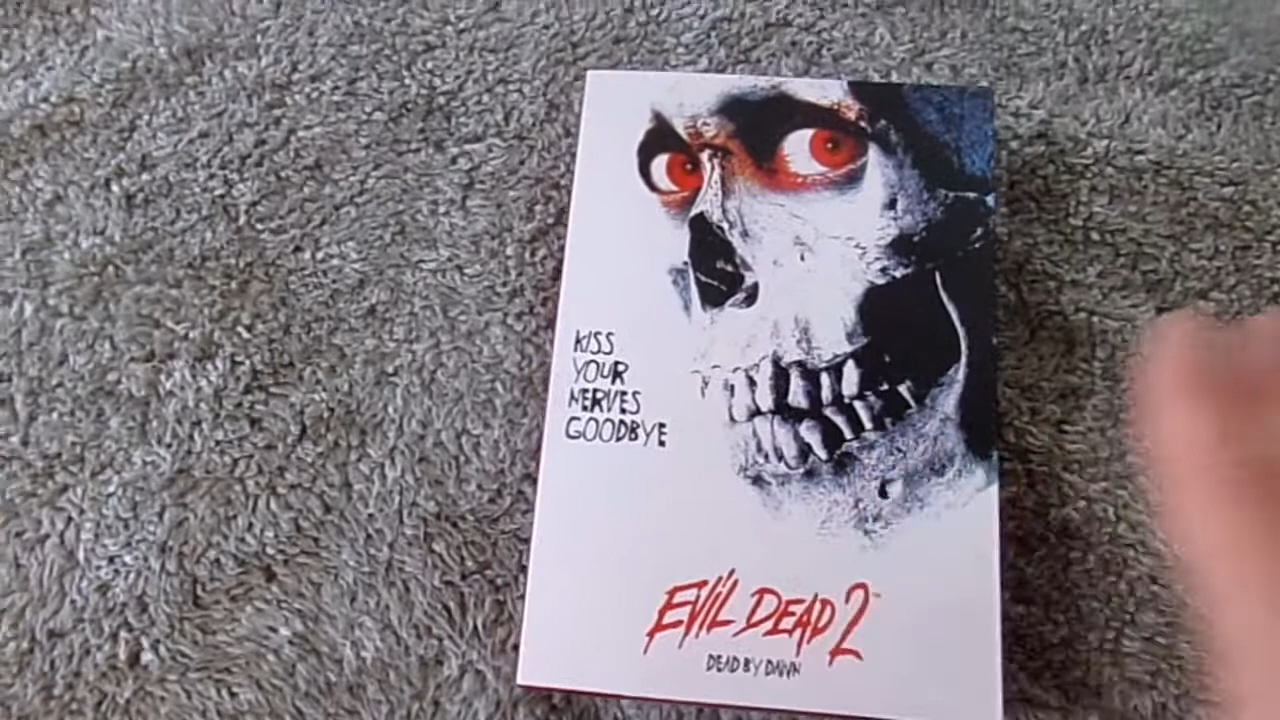 KISS
YOUR
NERVES
GOODBYE
EVIL DEAD 2
DEAD BY DAWN